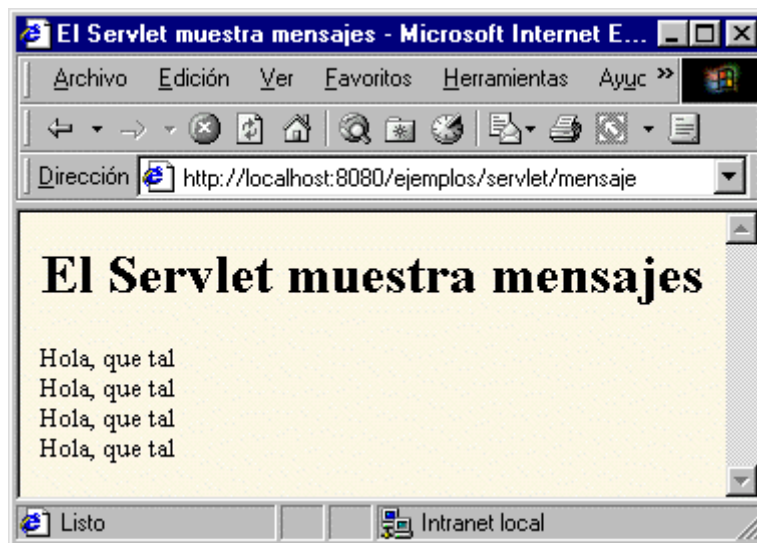 El Servlet muestra mensajes - Microsoft Internet E...
Archivo Edición Ver Favoritos Herramientas Ayuc »
Dirección http://localhost:8080/ejemplos/servlet/mensaje
El Servlet muestra mensajes
Hola, que tal
Hola, que tal
Hola, que tal
Hola, que tal
Listo Intranet local